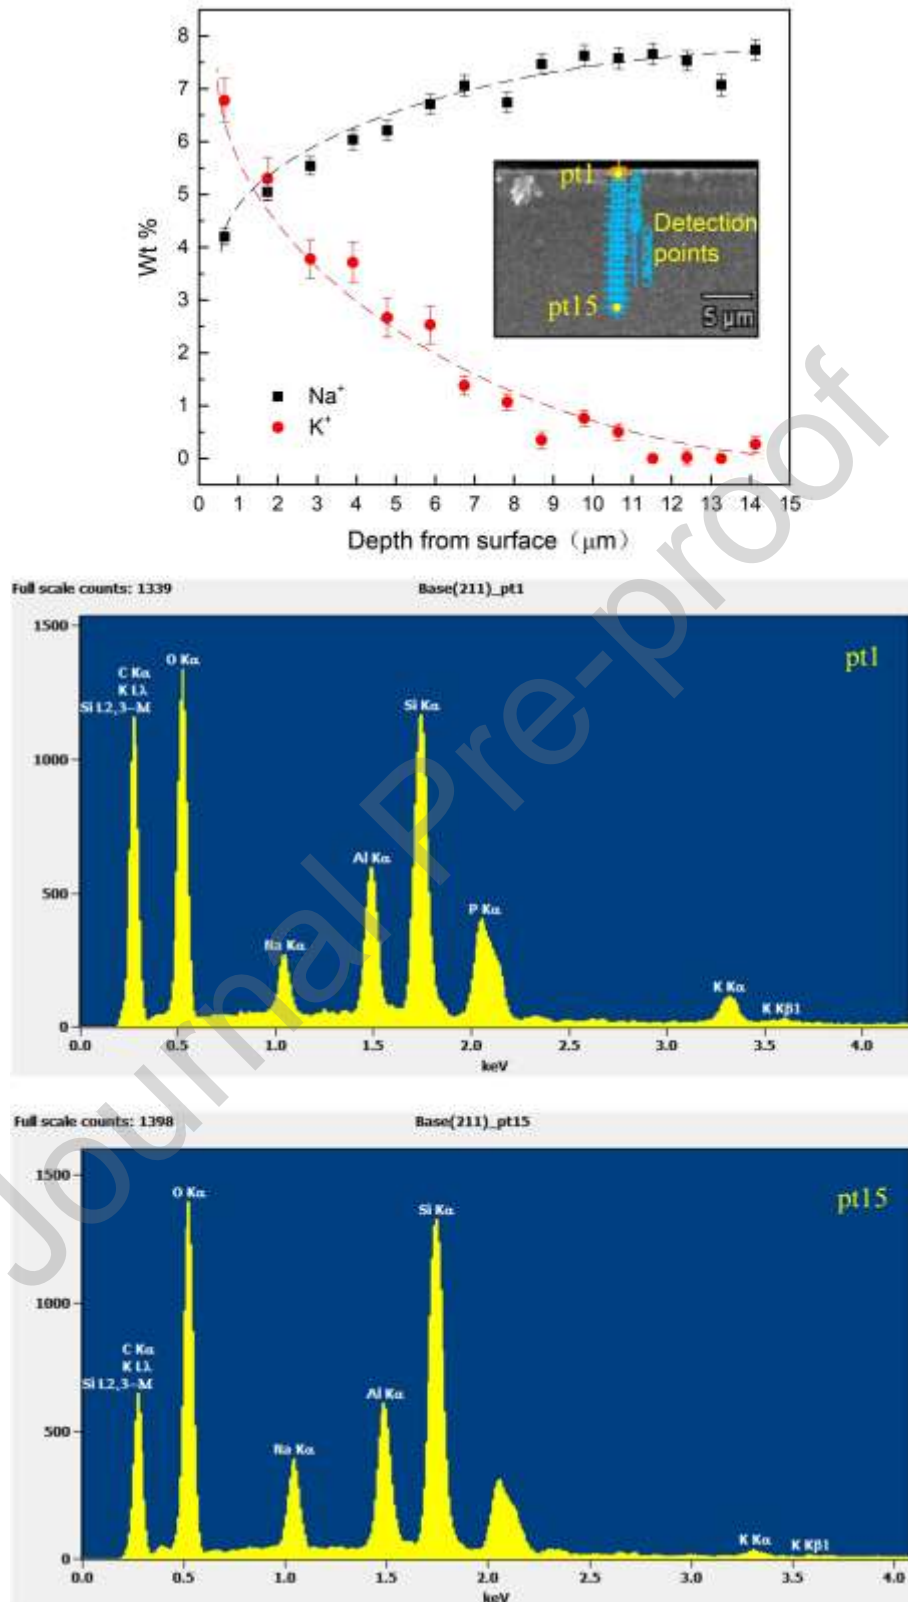 8
7
6
5
4
3
2
1
0
Wt %
pt1
Detection
points
pt15
5 μm
Na⁺
K⁺
0 1 2 3 4 5 6 7 8 9 10 11 12 13 14 15
Depth from surface (μm)
Journal Pre-proof
Full scale counts: 1339
Base(211)_pt1
1500
1000
500
0
pt1
C Kα
K Lλ
Si L2,3-M
O Kα
Na Kα
Al Kα
Si Kα
P Kα
K Kα
K Kβ1
0.0 0.5 1.0 1.5 2.0 2.5 3.0 3.5 4.0
keV
Full scale counts: 1398
Base(211)_pt15
1500
1000
500
0
pt15
C Kα
K Lλ
Si L2,3-M
O Kα
Na Kα
Al Kα
Si Kα
K Kα
K Kβ1
0.0 0.5 1.0 1.5 2.0 2.5 3.0 3.5 4.0
keV